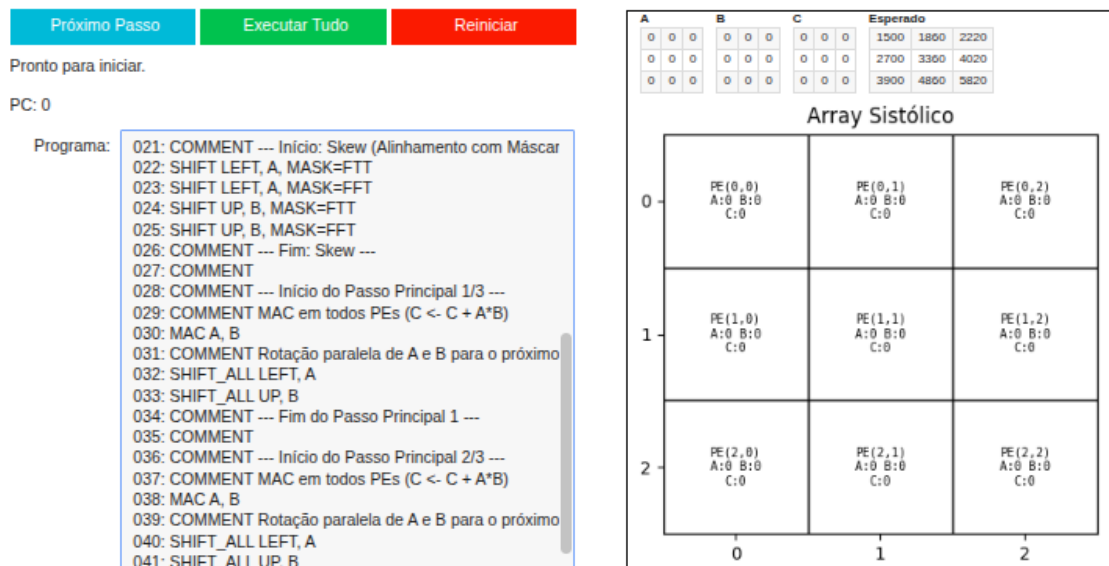 Próximo Passo Executar Tudo Reiniciar
Pronto para iniciar.
PC: 0
Programa:
021: COMMENT --- Início: Skew (Alinhamento com Máscar
022: SHIFT LEFT, A, MASK=FTT
023: SHIFT LEFT, A, MASK=FFT
024: SHIFT UP, B, MASK=FTT
025: SHIFT UP, B, MASK=FFT
026: COMMENT --- Fim: Skew ---
027: COMMENT
028: COMMENT --- Início do Passo Principal 1/3 ---
029: COMMENT MAC em todos PEs (C <- C + A*B)
030: MAC A, B
031: COMMENT Rotação paralela de A e B para o próximo
032: SHIFT_ALL LEFT, A
033: SHIFT_ALL UP, B
034: COMMENT --- Fim do Passo Principal 1 ---
035: COMMENT
036: COMMENT --- Início do Passo Principal 2/3 ---
037: COMMENT MAC em todos PEs (C <- C + A*B)
038: MAC A, B
039: COMMENT Rotação paralela de A e B para o próximo
040: SHIFT_ALL LEFT, A
041: SHIFT_ALL UP, B
A B C Esperado
0 0 0 0 0 0 0 0 0 1500 1860 2220
0 0 0 0 0 0 0 0 0 2700 3360 4020
0 0 0 0 0 0 0 0 0 3900 4860 5820
Array Sistólico
PE(0,0) PE(0,1) PE(0,2)
0 A:0 B:0 A:0 B:0 A:0 B:0
C:0 C:0 C:0
PE(1,0) PE(1,1) PE(1,2)
1 A:0 B:0 A:0 B:0 A:0 B:0
C:0 C:0 C:0
PE(2,0) PE(2,1) PE(2,2)
2 A:0 B:0 A:0 B:0 A:0 B:0
C:0 C:0 C:0
0 1 2